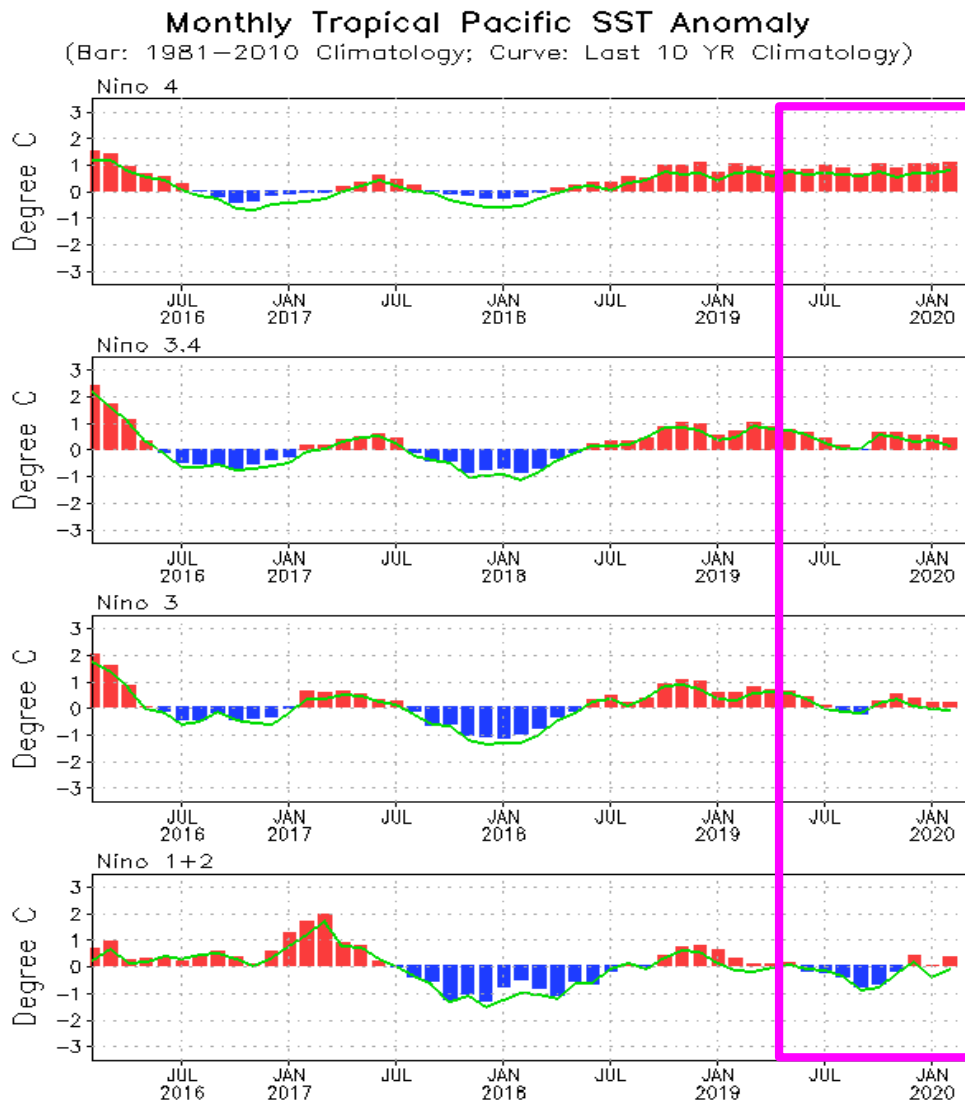 Monthly Tropical Pacific SST Anomaly
(Bar: 1981-2010 Climatology; Curve: Last 10 YR Climatology)
Nino 4
Degree C
3
2
1
0
-1
-2
-3
JUL 2016
JAN 2017
JUL
JAN 2018
JUL
JAN 2019
JUL
JAN 2020
Nino 3.4
Degree C
3
2
1
0
-1
-2
-3
JUL 2016
JAN 2017
JUL
JAN 2018
JUL
JAN 2019
JUL
JAN 2020
Nino 3
Degree C
3
2
1
0
-1
-2
-3
JUL 2016
JAN 2017
JUL
JAN 2018
JUL
JAN 2019
JUL
JAN 2020
Nino 1+2
Degree C
3
2
1
0
-1
-2
-3
JUL 2016
JAN 2017
JUL
JAN 2018
JUL
JAN 2019
JUL
JAN 2020